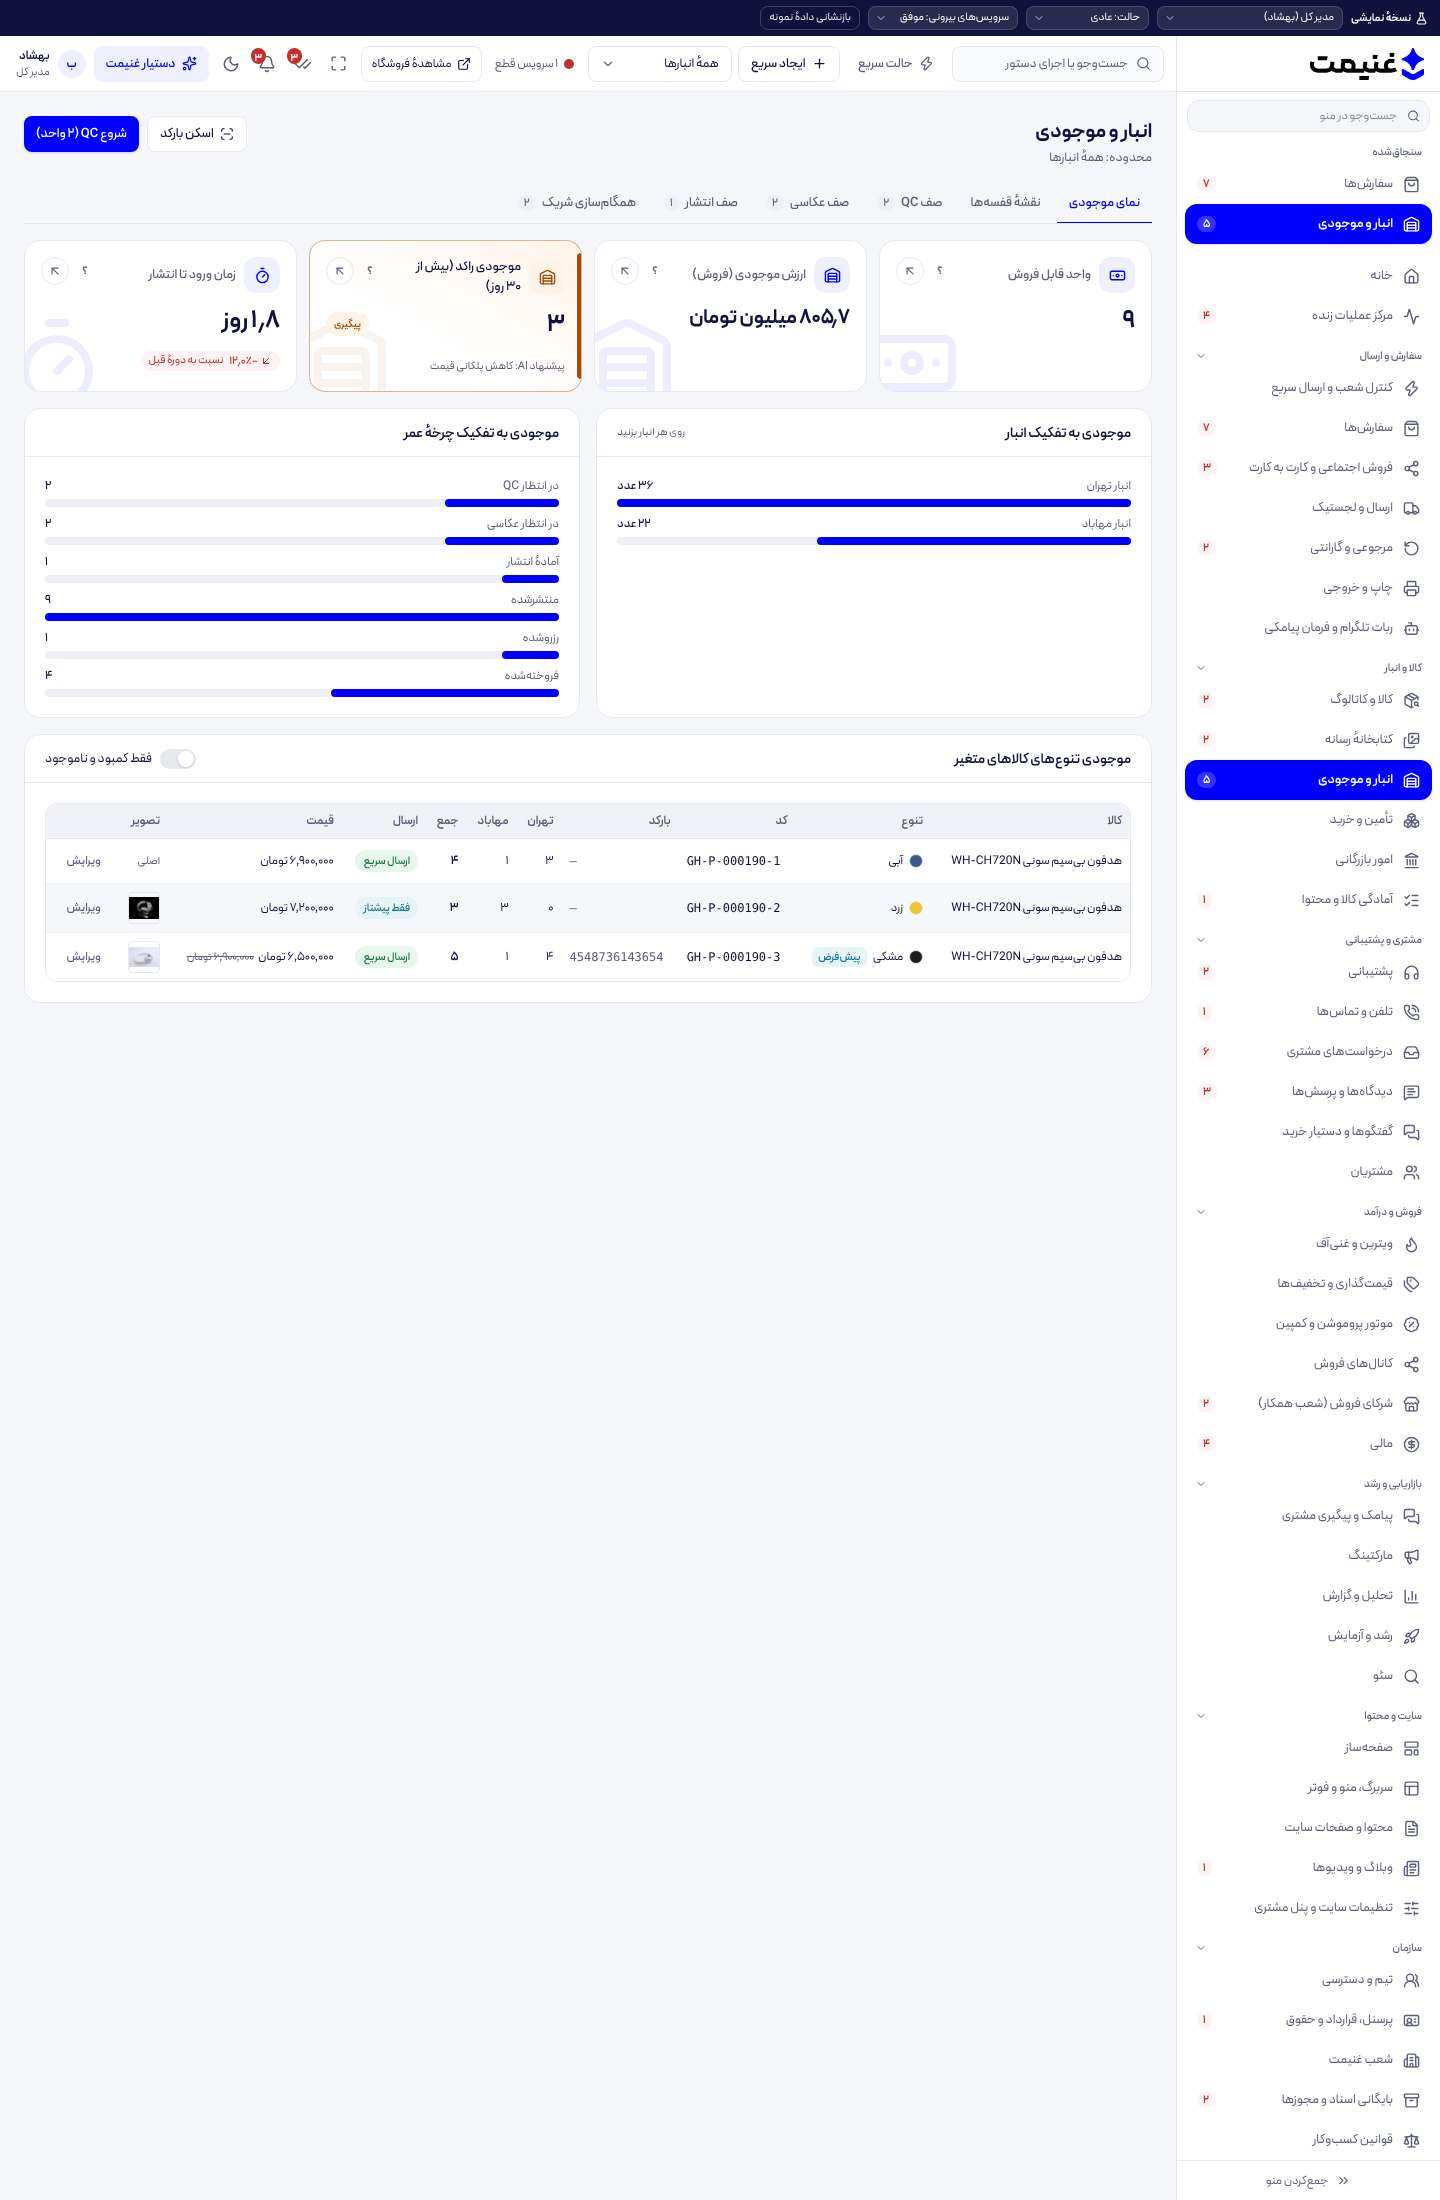 نسخهٔ نمایشی
مدیر کل (بهشاد)
حالت: عادی
سرویس‌های بیرونی: موفق
بازنشانی دادهٔ نمونه
غنیمت
جست‌وجو یا اجرای دستور
حالت سریع
ایجاد سریع
همهٔ انبارها
۱ سرویس قطع
مشاهدهٔ فروشگاه
۳
۳
دستیار غنیمت
ب
بهشاد
مدیر کل
جست‌وجو در منو
سنجاق‌شده
سفارش‌ها ۷
انبار و موجودی ۵
خانه
مرکز عملیات زنده ۴
سفارش و ارسال
کنترل شعب و ارسال سریع
سفارش‌ها ۷
فروش اجتماعی و کارت به کارت ۳
ارسال و لجستیک
مرجوعی و گارانتی ۲
چاپ و خروجی
ربات تلگرام و فرمان پیامکی
کالا و انبار
کالا و کاتالوگ ۲
کتابخانهٔ رسانه ۲
انبار و موجودی ۵
تأمین و خرید
امور بازرگانی
آمادگی کالا و محتوا ۱
مشتری و پشتیبانی
پشتیبانی ۲
تلفن و تماس‌ها ۱
درخواست‌های مشتری ۶
دیدگاه‌ها و پرسش‌ها ۳
گفتگوها و دستیار خرید
مشتریان
فروش و درآمد
ویترین و غنی‌آف
قیمت‌گذاری و تخفیف‌ها
موتور پروموشن و کمپین
کانال‌های فروش
شرکای فروش (شعب همکار) ۲
مالی ۴
بازاریابی و رشد
پیامک و پیگیری مشتری
مارکتینگ
تحلیل و گزارش
رشد و آزمایش
سئو
سایت و محتوا
صفحه‌ساز
سربرگ، منو و فوتر
محتوا و صفحات سایت
وبلاگ و ویدیوها ۱
تنظیمات سایت و پنل مشتری
سازمان
تیم و دسترسی
پرسنل، قرارداد و حقوق ۱
شعب غنیمت
بایگانی اسناد و مجوزها ۲
قوانین کسب‌وکار
جمع‌کردن منو
انبار و موجودی
محدوده: همهٔ انبارها
اسکن بارکد
شروع QC (۲ واحد)
نمای موجودی
نقشهٔ قفسه‌ها
صف QC ۲
صف عکاسی ۲
صف انتشار ۱
همگام‌سازی شریک ۲
واحد قابل فروش ؟
۹
ارزش موجودی (فروش) ؟
۸۰۵٫۷ میلیون تومان
موجودی راکد (بیش از ۳۰ روز) ؟
۳
پیگیری
پیشنهاد AI: کاهش پلکانی قیمت
زمان ورود تا انتشار ؟
۱٫۸ روز
−۱۲٫۰٪ نسبت به دورهٔ قبل
موجودی به تفکیک انبار
روی هر انبار بزنید
انبار تهران ۳۶ عدد
انبار مهاباد ۲۲ عدد
موجودی به تفکیک چرخهٔ عمر
در انتظار QC ۲
در انتظار عکاسی ۲
آمادهٔ انتشار ۱
منتشرشده ۹
رزروشده ۱
فروخته‌شده ۴
موجودی تنوع‌های کالاهای متغیر
فقط کمبود و ناموجود
کالا تنوع کد بارکد تهران مهاباد جمع ارسال قیمت تصویر
هدفون بی‌سیم سونی WH-CH720N آبی GH-P-000190-1 — ۳ ۱ ۴ ارسال سریع ۶٬۹۰۰٬۰۰۰ تومان اصلی ویرایش
هدفون بی‌سیم سونی WH-CH720N زرد GH-P-000190-2 — ۰ ۳ ۳ فقط پیشتاز ۷٬۲۰۰٬۰۰۰ تومان ویرایش
هدفون بی‌سیم سونی WH-CH720N مشکی پیش‌فرض GH-P-000190-3 4548736143654 ۴ ۱ ۵ ارسال سریع ۶٬۵۰۰٬۰۰۰ تومان ۶٬۹۰۰٬۰۰۰ تومان ویرایش